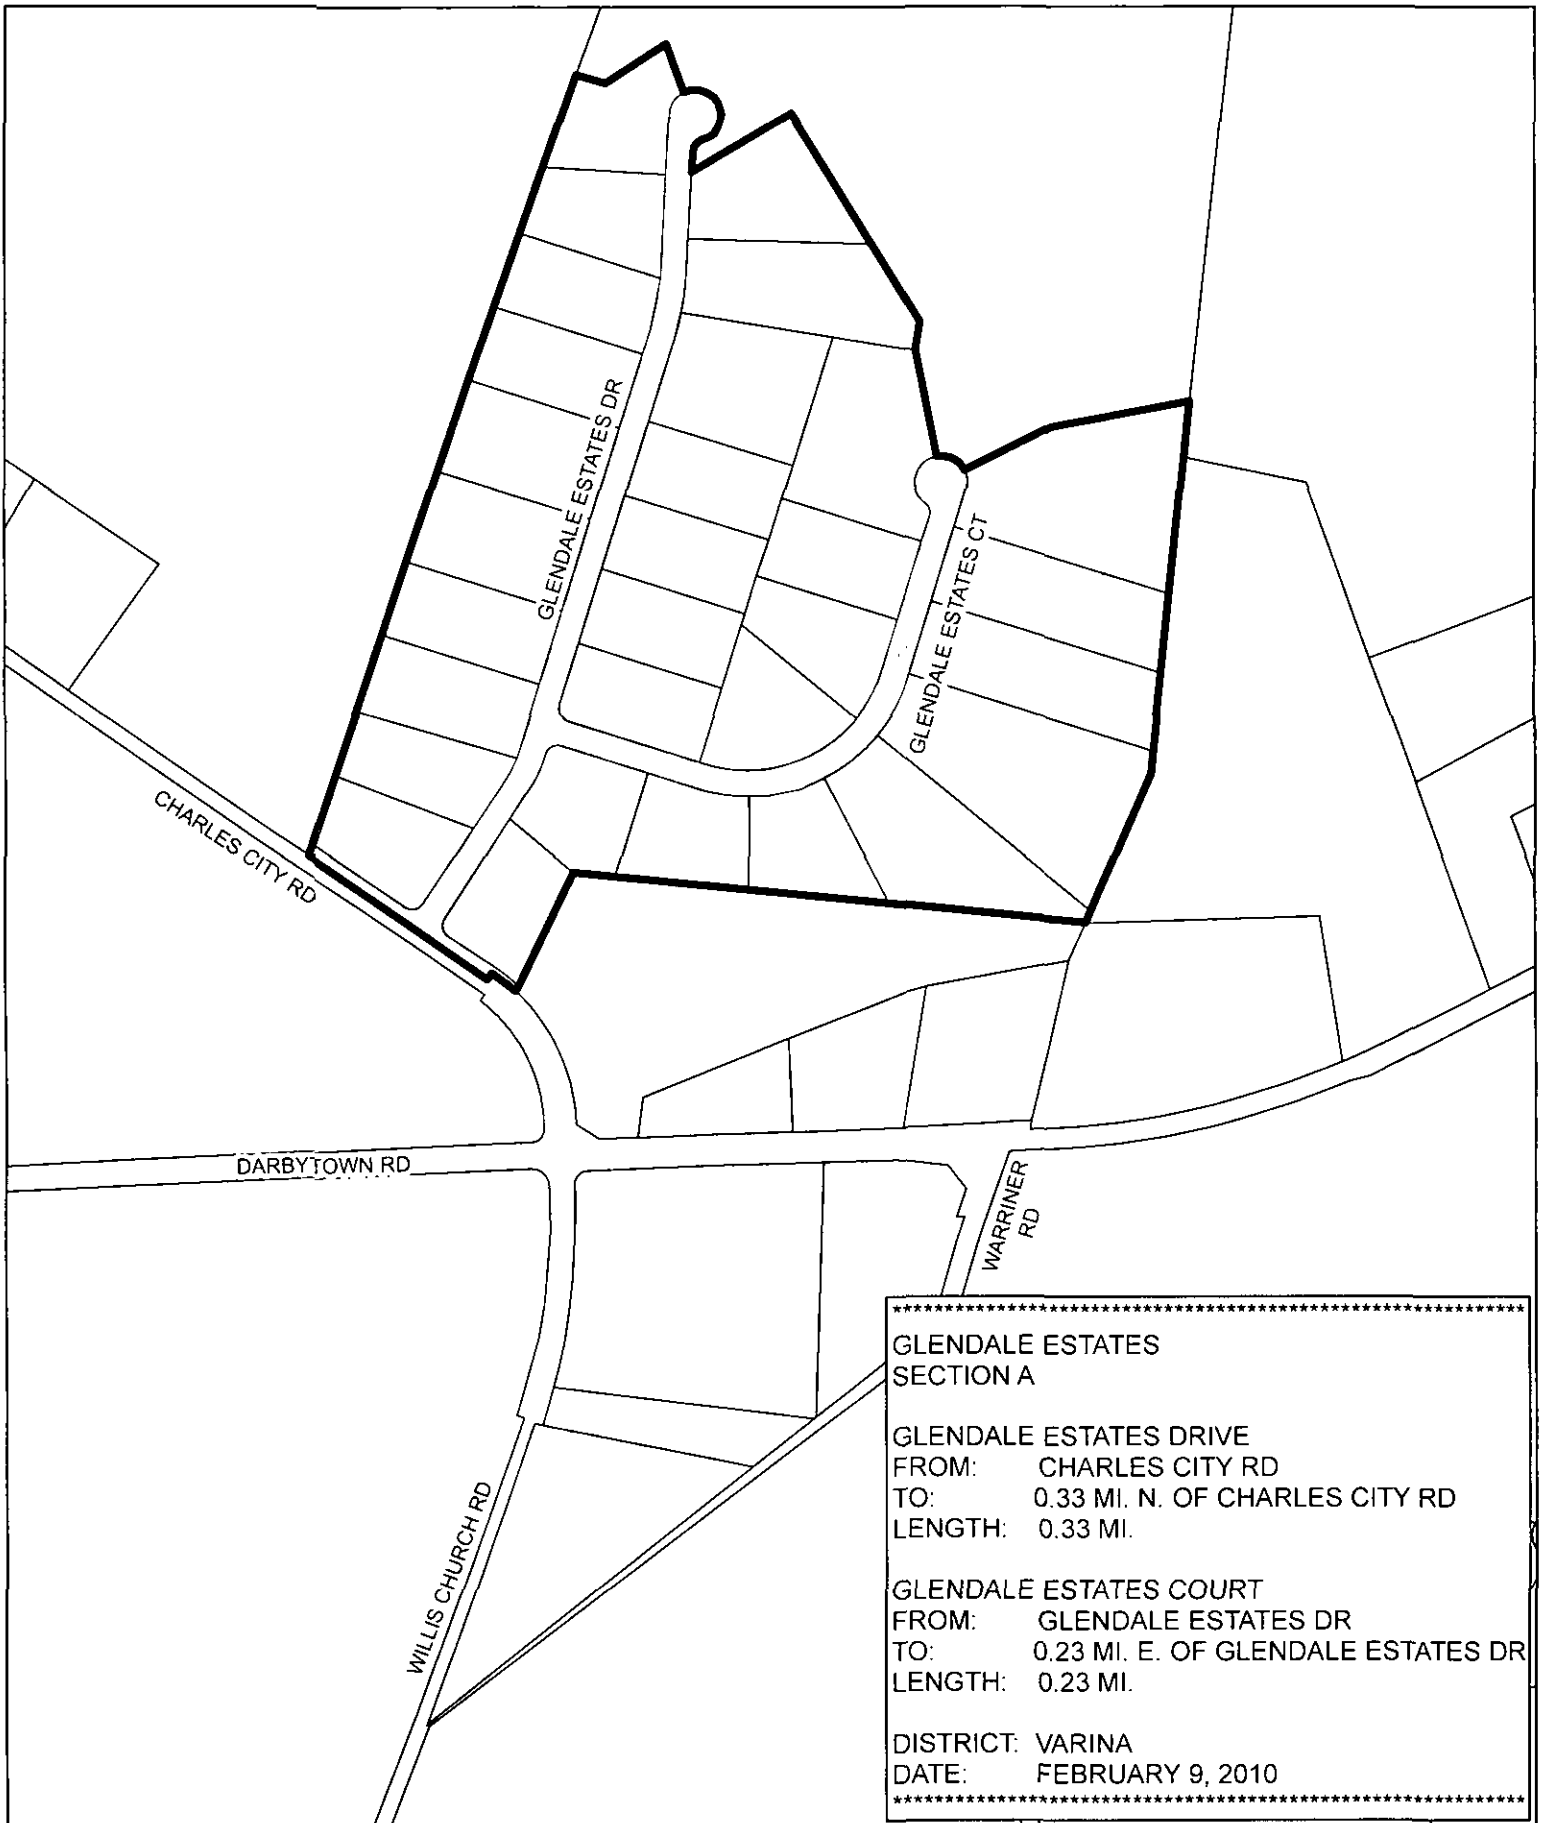 GLENDALE ESTATES DR
GLENDALE ESTATES CT
CHARLES CITY RD
DARBYTOWN RD
WARRINER
RD
WILLIS CHURCH RD
******************************************************************
GLENDALE ESTATES
SECTION A
GLENDALE ESTATES DRIVE
FROM: CHARLES CITY RD
TO: 0.33 MI. N. OF CHARLES CITY RD
LENGTH: 0.33 MI.
GLENDALE ESTATES COURT
FROM: GLENDALE ESTATES DR
TO: 0.23 MI. E. OF GLENDALE ESTATES DR
LENGTH: 0.23 MI.
DISTRICT: VARINA
DATE: FEBRUARY 9, 2010
******************************************************************